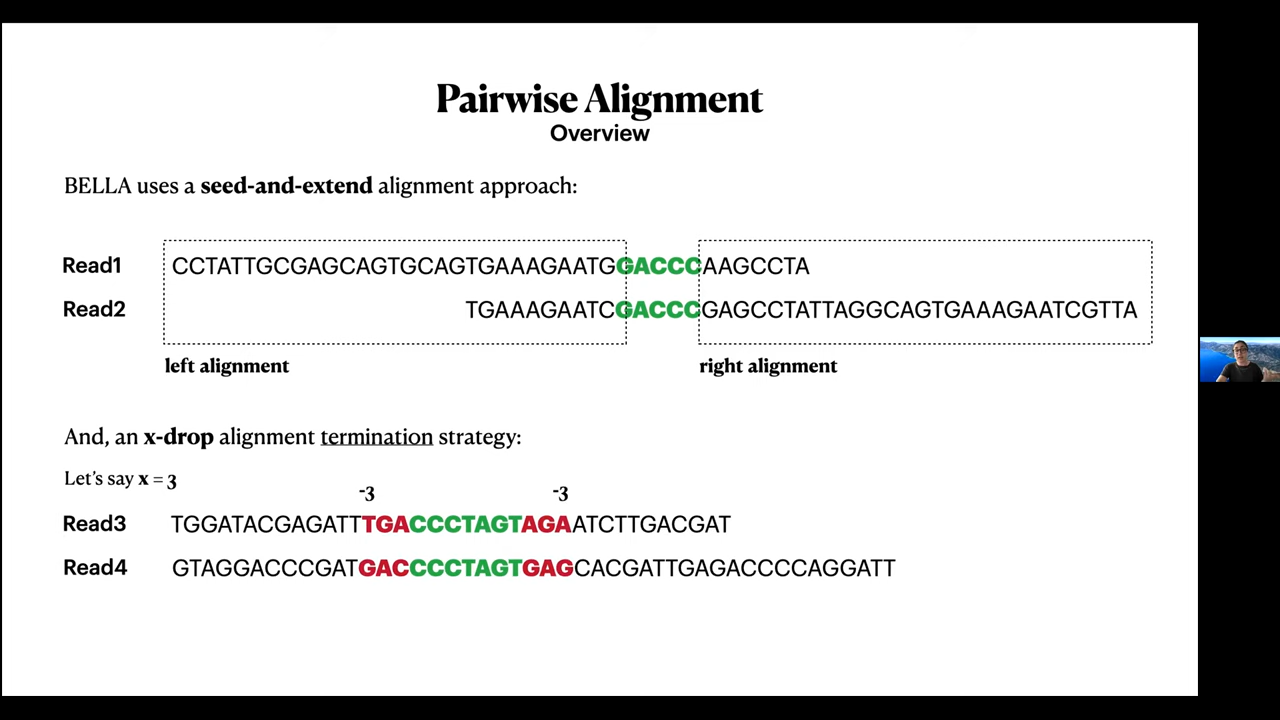 Pairwise Alignment
Overview
BELLA uses a seed-and-extend alignment approach:
Read1 CCTATTGCGAGCAGTGCAGTGAAAGAATGGACCCAAGCCTA
Read2 TGAAAGAATCGACCCGAGCCTATTAGGCAGTGAAAGAATCGTTA
left alignment right alignment
And, an x-drop alignment termination strategy:
Let's say x = 3
-3 -3
Read3 TGGATACGAGATTTGACCCTAGTAGAATCTTGACGAT
Read4 GTAGGACCCGATGACCCCTAGTGAGCACGATTGAGACCCCAGGATT